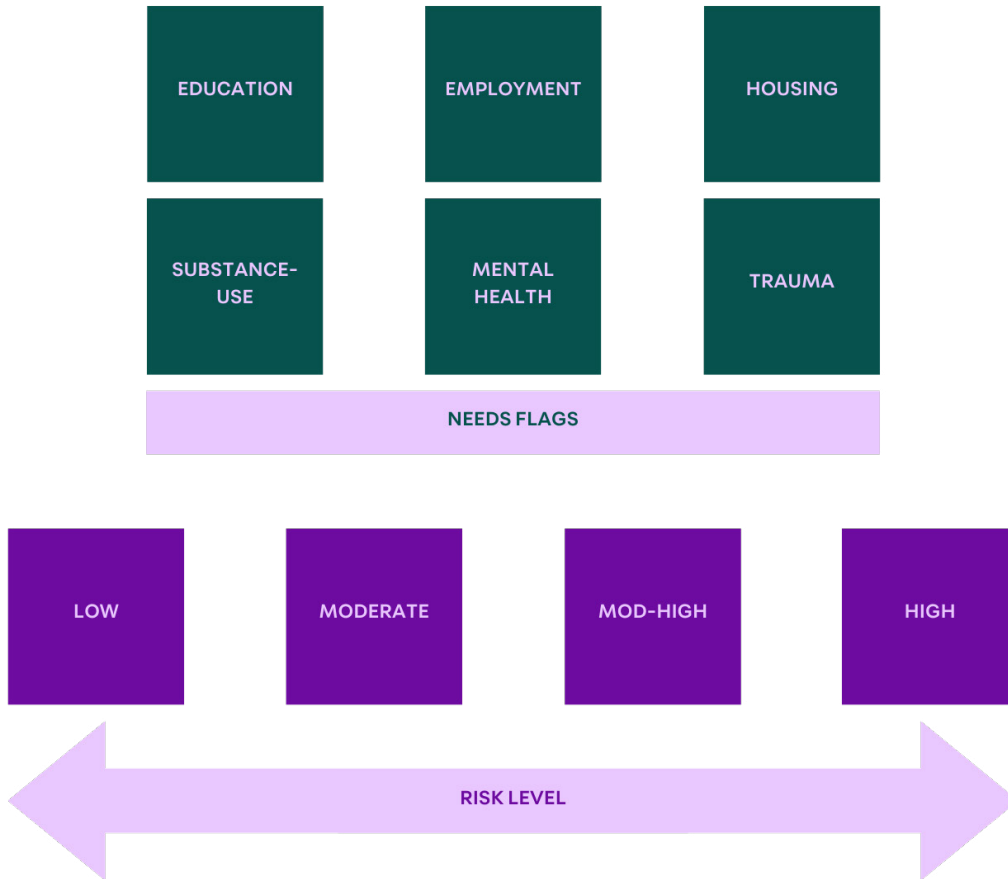 EDUCATION
EMPLOYMENT
HOUSING
SUBSTANCE-
USE
MENTAL
HEALTH
TRAUMA
NEEDS FLAGS
LOW
MODERATE
MOD-HIGH
HIGH
RISK LEVEL